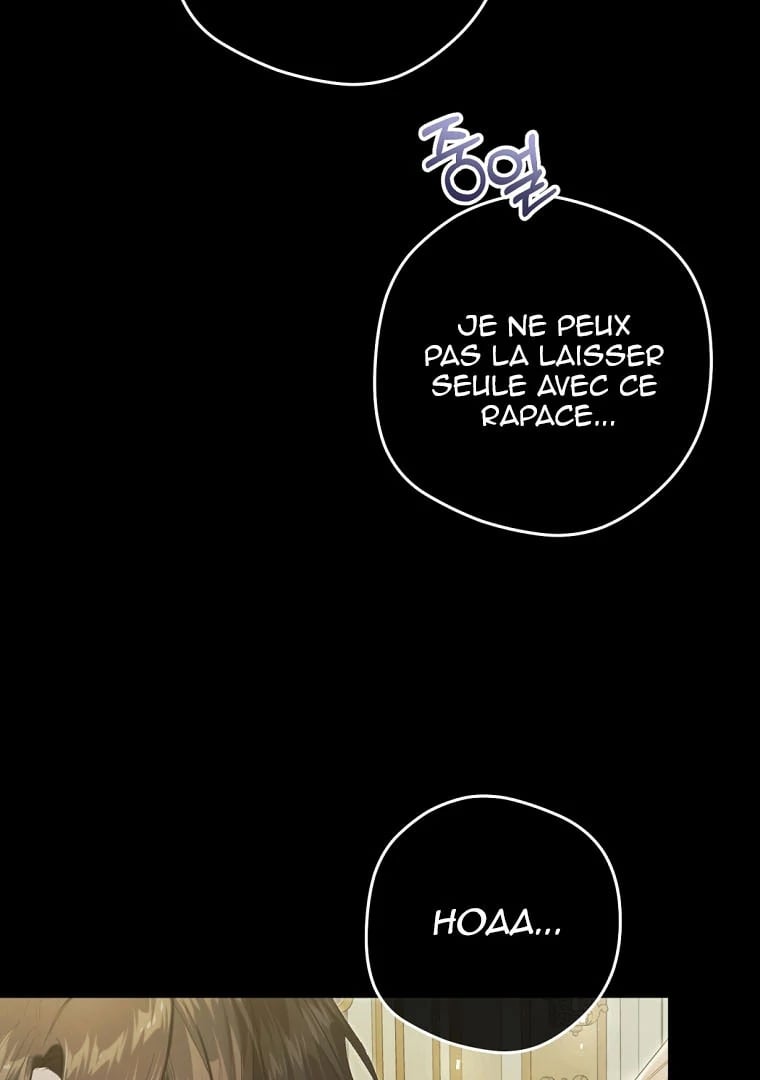 중얼
JE NE PEUX
PAS LA LAISSER
SEULE AVEC CE
RAPACE...
HOAA...